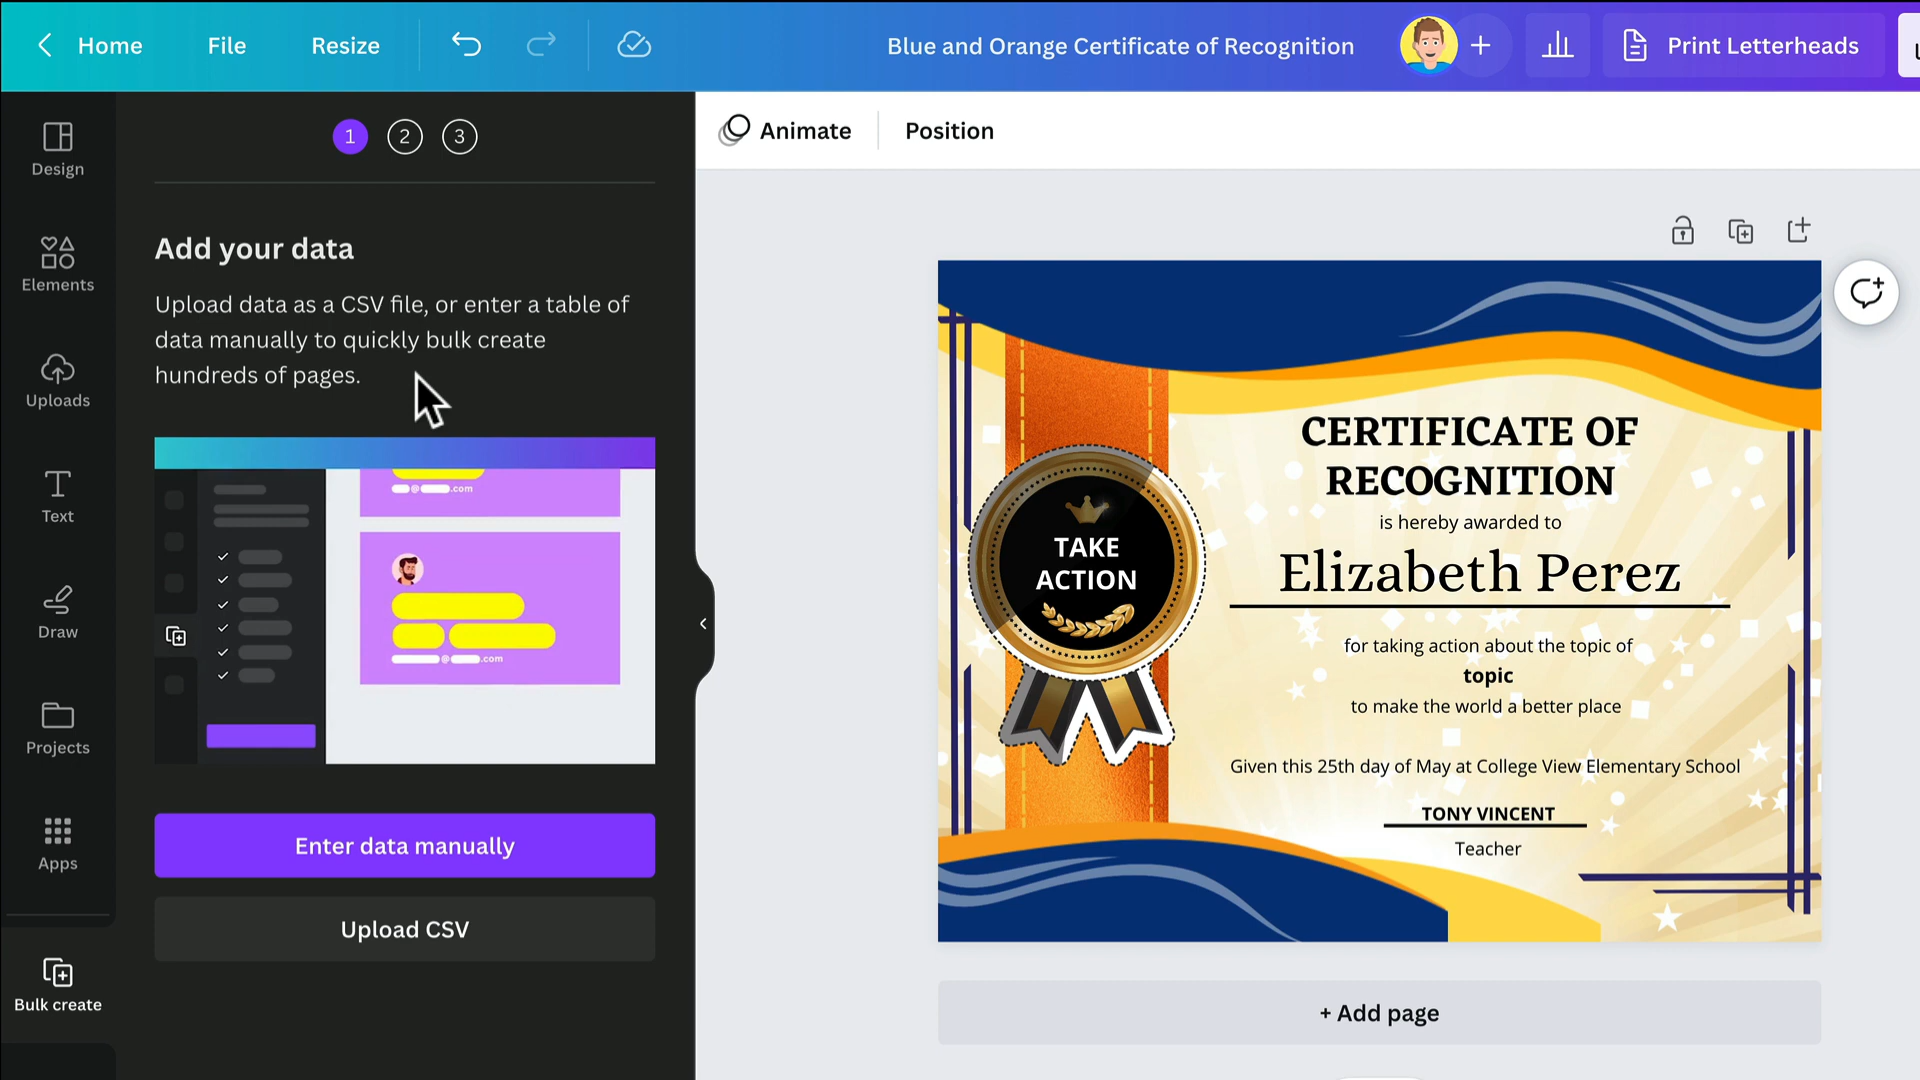 Home
File
Resize
Blue and Orange Certificate of Recognition
+
Print Letterheads
Design
Elements
Uploads
Text
Draw
Projects
Apps
Bulk create
1
2
3
Add your data
Upload data as a CSV file, or enter a table of
data manually to quickly bulk create
hundreds of pages.
@ .com
@ .com
Enter data manually
Upload CSV
Animate
Position
TAKE
ACTION
CERTIFICATE OF
RECOGNITION
is hereby awarded to
Elizabeth Perez
for taking action about the topic of
topic
to make the world a better place
Given this 25th day of May at College View Elementary School
TONY VINCENT
Teacher
+ Add page